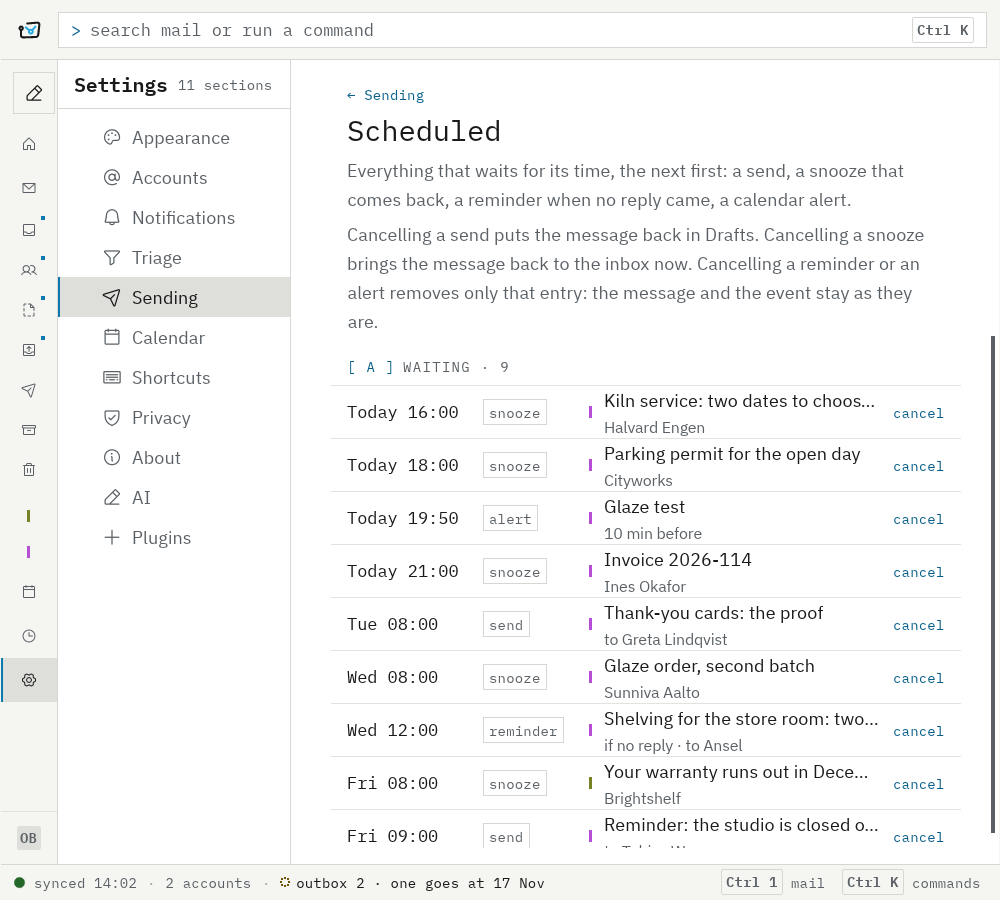 > search mail or run a command
Ctrl K
Settings 11 sections
Appearance
Accounts
Notifications
Triage
Sending
Calendar
Shortcuts
Privacy
About
AI
Plugins
← Sending
Scheduled
Everything that waits for its time, the next first: a send, a snooze that
comes back, a reminder when no reply came, a calendar alert.
Cancelling a send puts the message back in Drafts. Cancelling a snooze
brings the message back to the inbox now. Cancelling a reminder or an
alert removes only that entry: the message and the event stay as they
are.
[ A ] WAITING · 9
Today 16:00 snooze Kiln service: two dates to choos… cancel
Halvard Engen
Today 18:00 snooze Parking permit for the open day cancel
Cityworks
Today 19:50 alert Glaze test cancel
10 min before
Today 21:00 snooze Invoice 2026-114 cancel
Ines Okafor
Tue 08:00 send Thank-you cards: the proof cancel
to Greta Lindqvist
Wed 08:00 snooze Glaze order, second batch cancel
Sunniva Aalto
Wed 12:00 reminder Shelving for the store room: two… cancel
if no reply · to Ansel
Fri 08:00 snooze Your warranty runs out in Dece… cancel
Brightshelf
Fri 09:00 send Reminder: the studio is closed o… cancel
OB
synced 14:02 · 2 accounts · outbox 2 · one goes at 17 Nov
Ctrl 1 mail Ctrl K commands